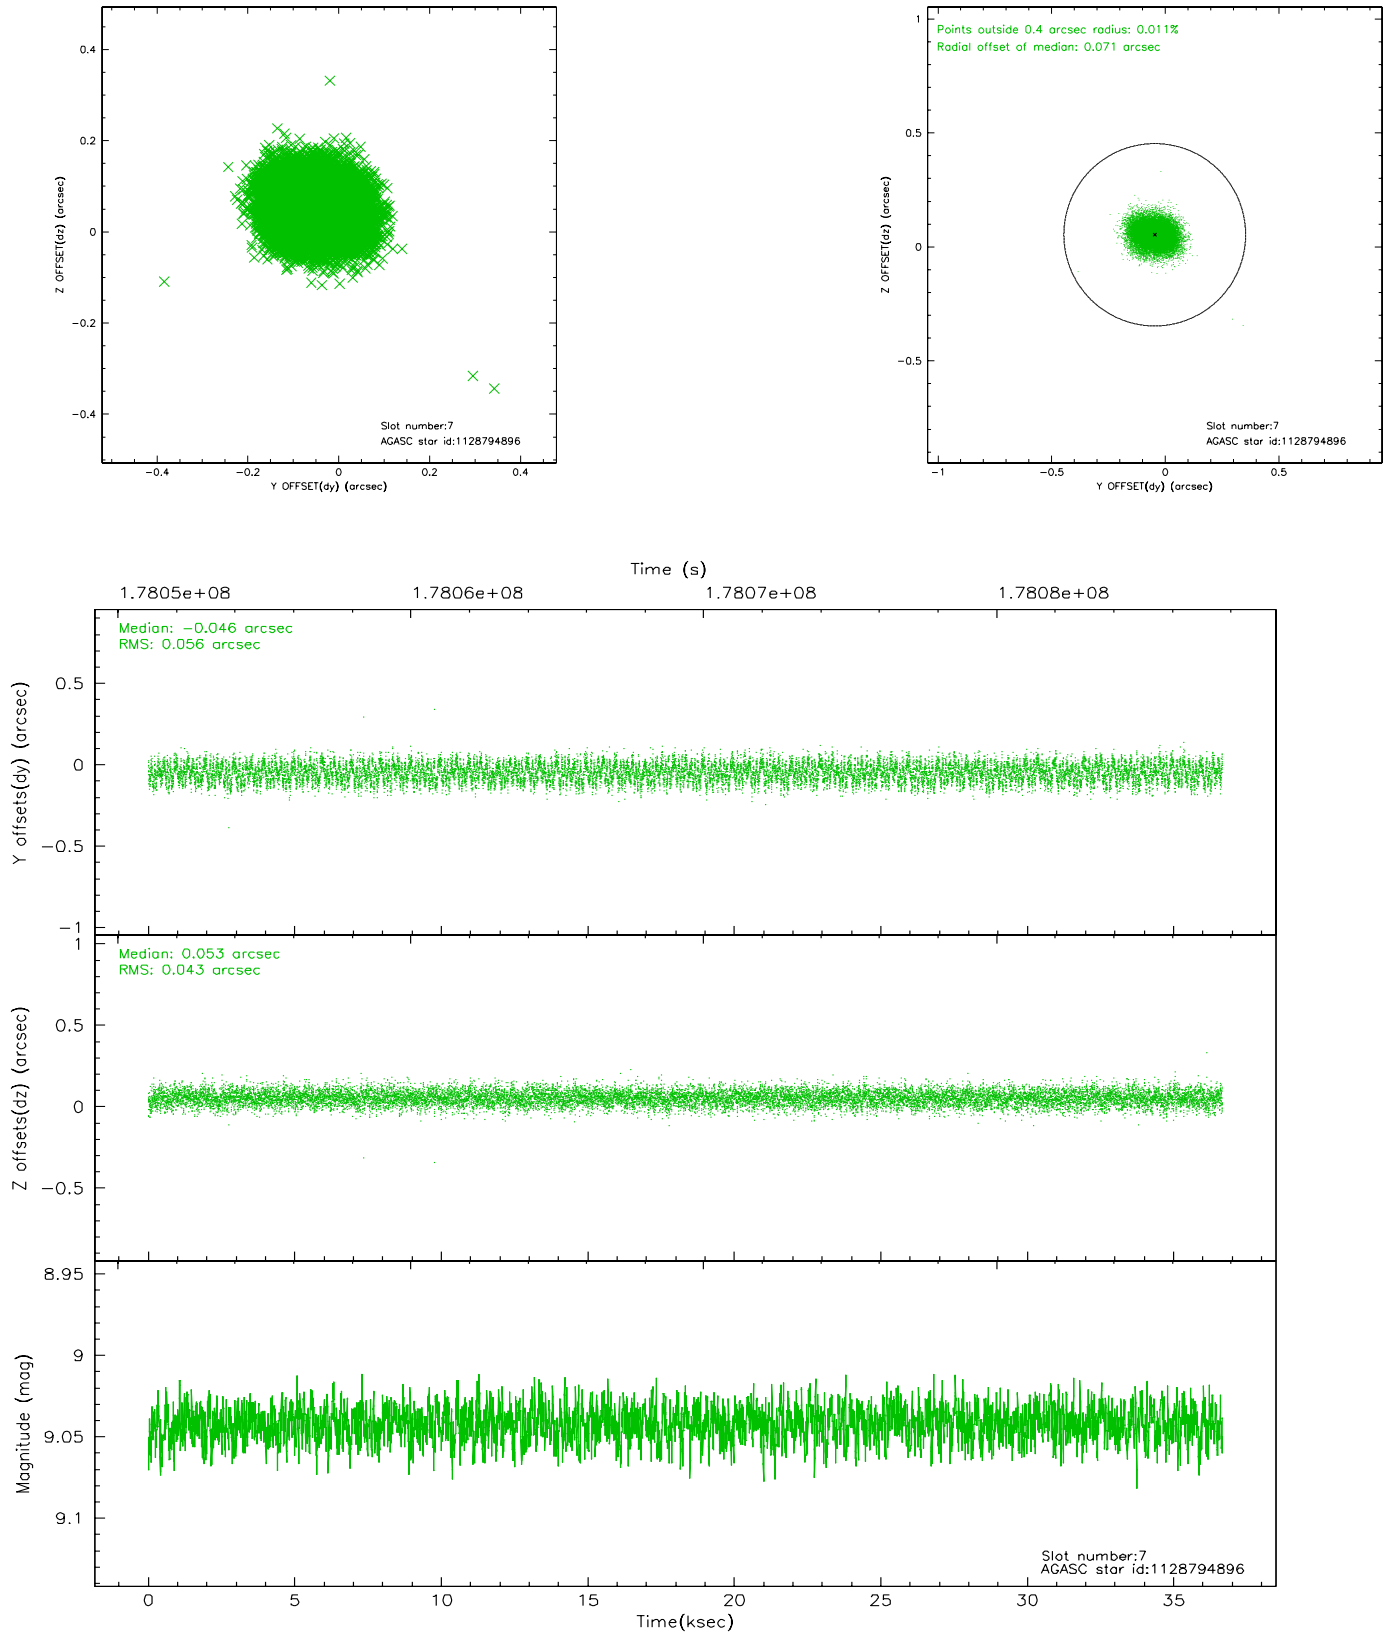 Points outside 0.4 arcsec radius: 0.011%
Radial offset of median: 0.071 arcsec
0.4
0.2
0
-0.2
-0.4
Z OFFSET(dz) (arcsec)
Slot number:7
AGASC star id:1128794896
-0.4 -0.2 0 0.2 0.4
Y OFFSET(dy) (arcsec)
1
0.5
0
-0.5
Z OFFSET(dz) (arcsec)
Slot number:7
AGASC star id:1128794896
-1 -0.5 0 0.5
Y OFFSET(dy) (arcsec)
Time (s)
1.7805e+08 1.7806e+08 1.7807e+08 1.7808e+08
Median: -0.046 arcsec
RMS: 0.056 arcsec
0.5
0
-0.5
-1
Y offsets(dy) (arcsec)
Median: 0.053 arcsec
RMS: 0.043 arcsec
1
0.5
0
-0.5
Z offsets(dz) (arcsec)
8.95
9
9.05
9.1
Magnitude (mag)
Slot number:7
AGASC star id:1128794896
0 5 10 15 20 25 30 35
Time(ksec)